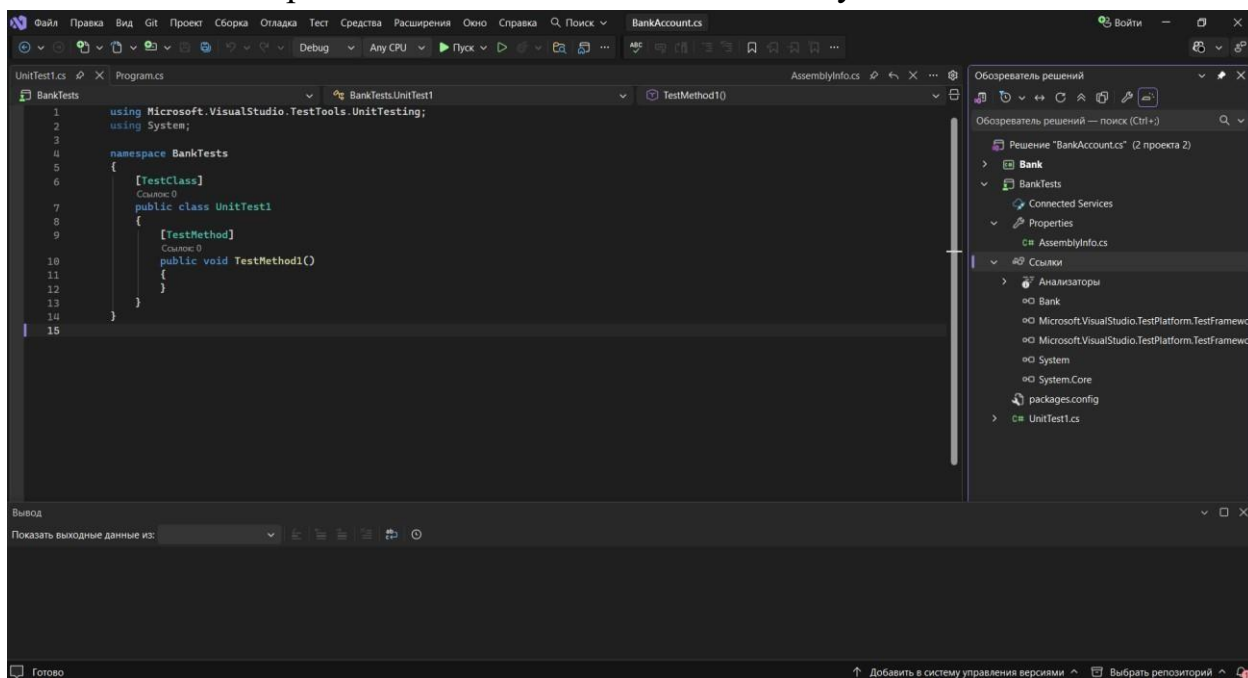 Файл Правка Вид Git Проект Сборка Отладка Тест Средства Расширения Окно Справка Поиск BankAccount.cs Войти
Debug Any CPU Пуск
UnitTest1.cs Program.cs AssemblyInfo.cs
BankTests BankTests.UnitTest1 TestMethod1()
1 using Microsoft.VisualStudio.TestTools.UnitTesting;
2 using System;
3
4 namespace BankTests
5 {
6 [TestClass]
Ссылок: 0
7 public class UnitTest1
8 {
9 [TestMethod]
Ссылок: 0
10 public void TestMethod1()
11 {
12 }
13 }
14 }
15
Обозреватель решений
Обозреватель решений — поиск (Ctrl+;)
Решение "BankAccount.cs" (2 проекта 2)
Bank
BankTests
Connected Services
Properties
C# AssemblyInfo.cs
Ссылки
Анализаторы
Bank
Microsoft.VisualStudio.TestPlatform.TestFramewo
Microsoft.VisualStudio.TestPlatform.TestFramewo
System
System.Core
packages.config
C# UnitTest1.cs
Вывод
Показать выходные данные из:
Готово Добавить в систему управления версиями Выбрать репозиторий